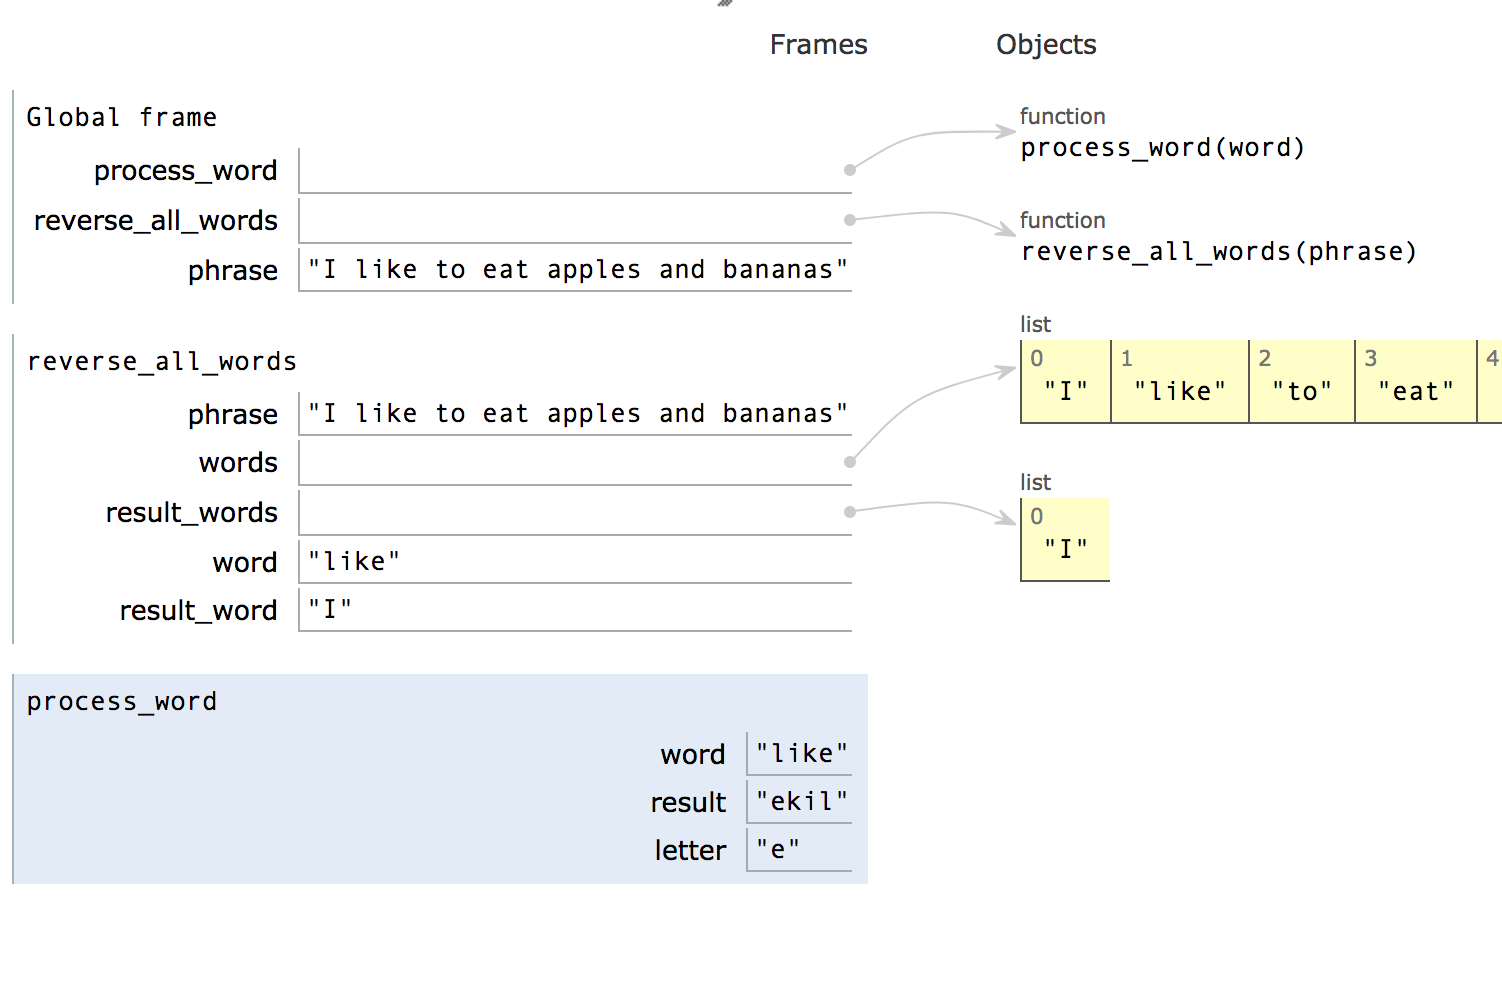 Frames Objects
Global frame
process_word
reverse_all_words
phrase "I like to eat apples and bananas"
function
process_word(word)
function
reverse_all_words(phrase)
reverse_all_words
phrase "I like to eat apples and bananas"
words
result_words
word "like"
result_word "I"
list
0 1 2 3 4
"I" "like" "to" "eat"
list
0
"I"
process_word
word "like"
result "ekil"
letter "e"